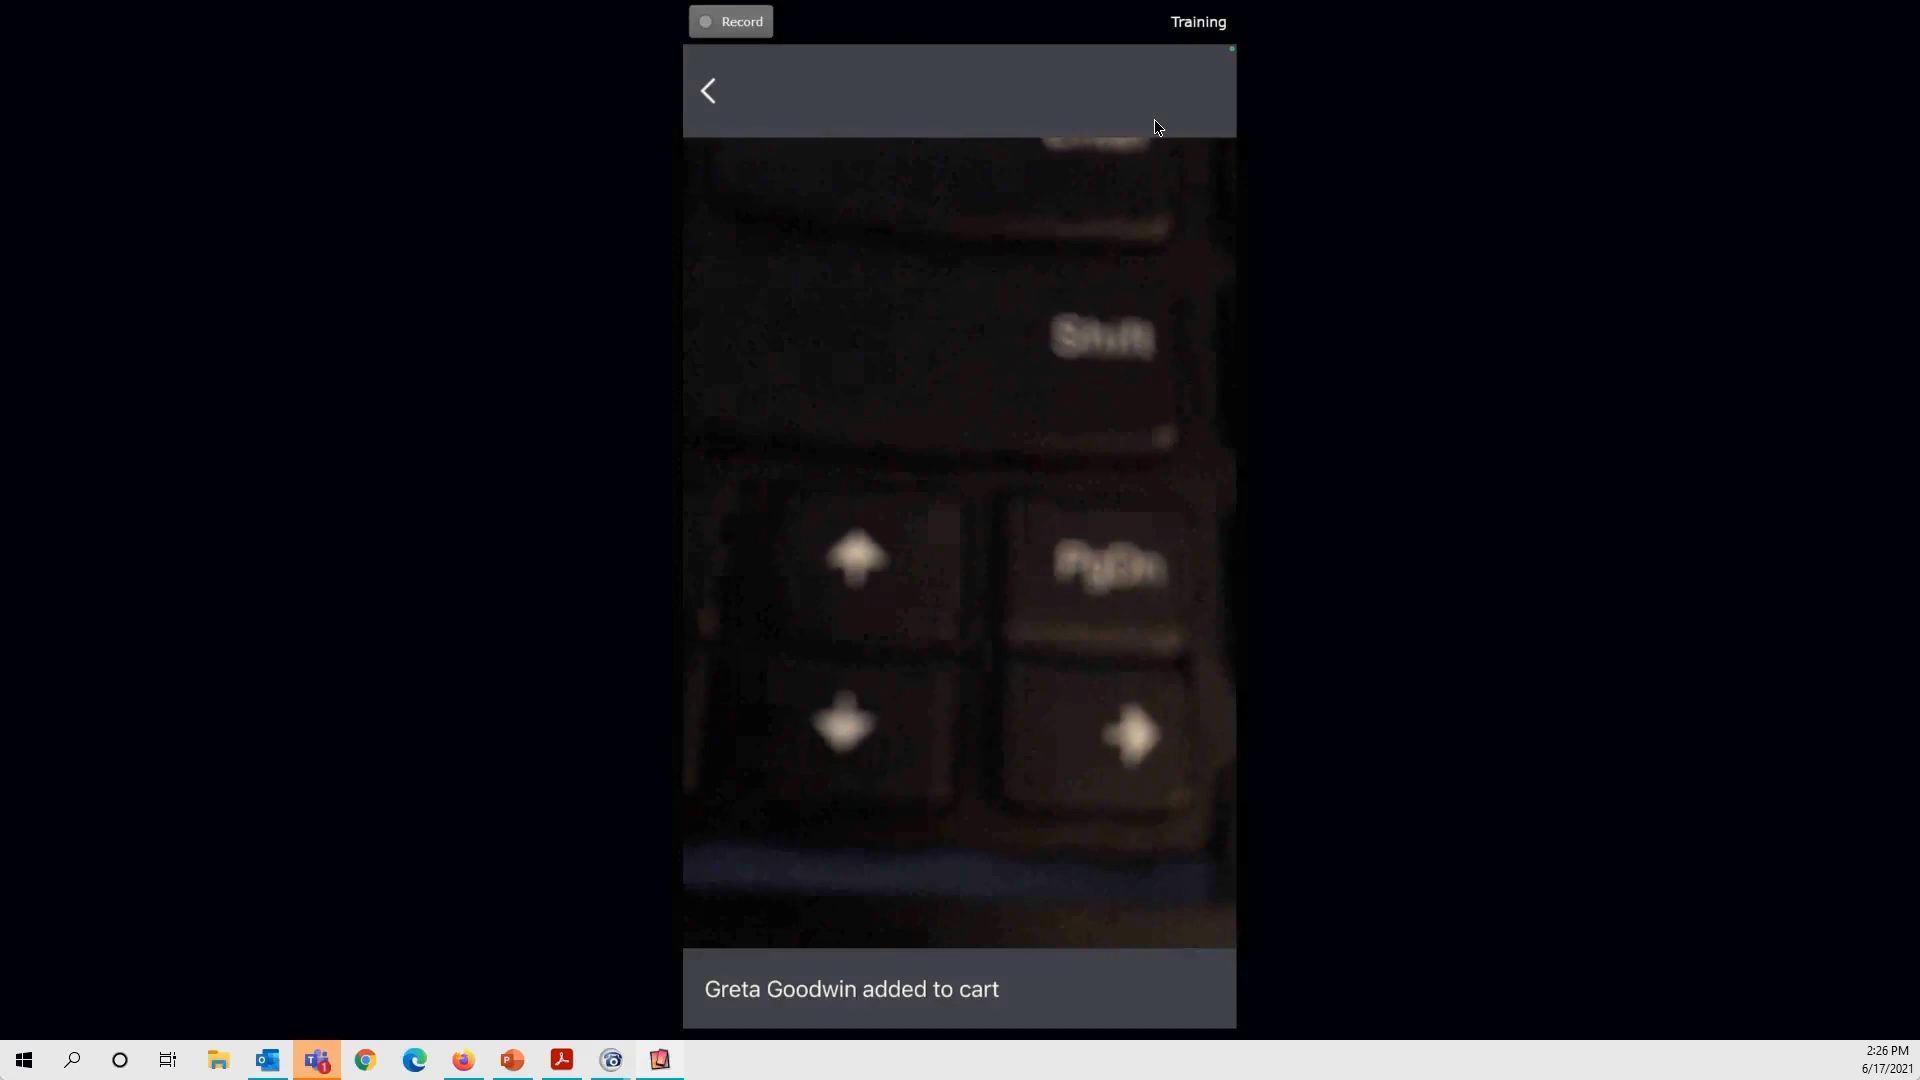 Record
Training
Shift
PgDn
Greta Goodwin added to cart
2:26 PM
6/17/2021